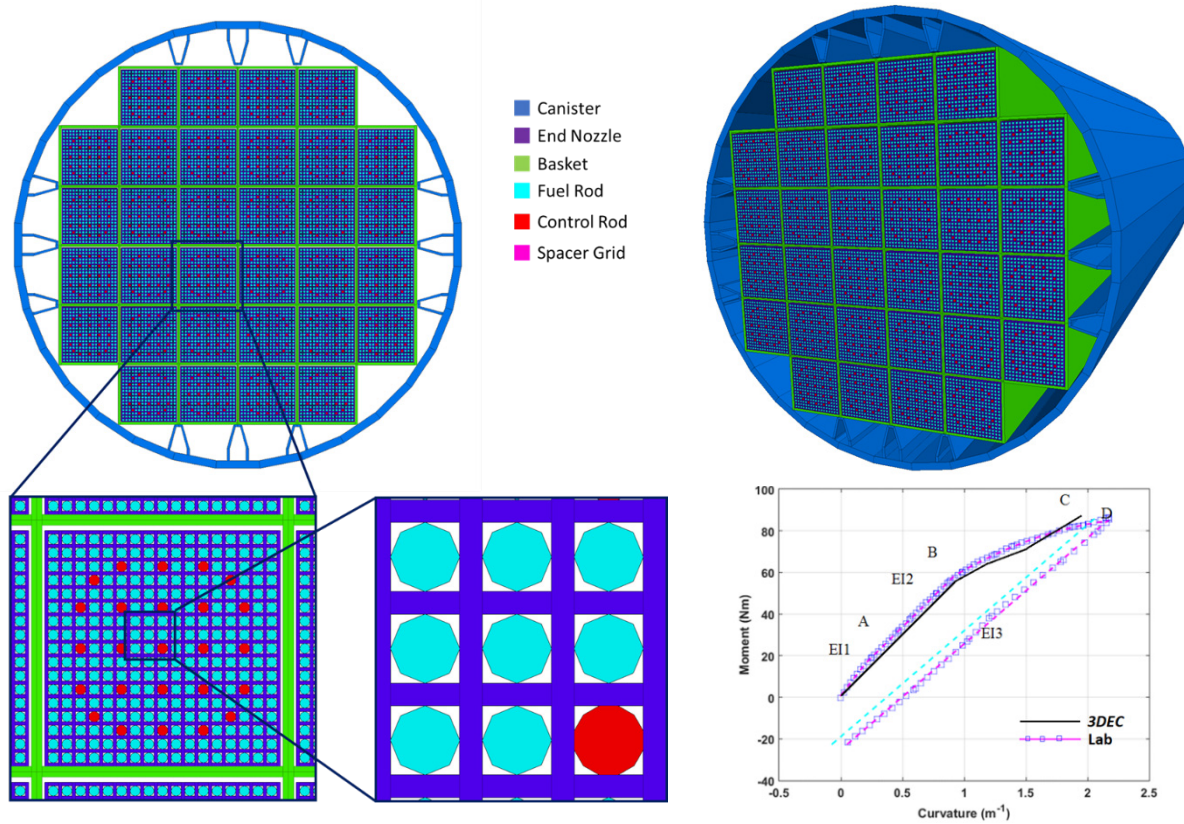 Canister
End Nozzle
Basket
Fuel Rod
Control Rod
Spacer Grid
100
80
60
40
20
0
-20
-40
-0.5
0
0.5
1
1.5
2
2.5
Moment (Nm)
Curvature (m⁻¹)
A
B
C
D
EI1
EI2
EI3
3DEC
Lab